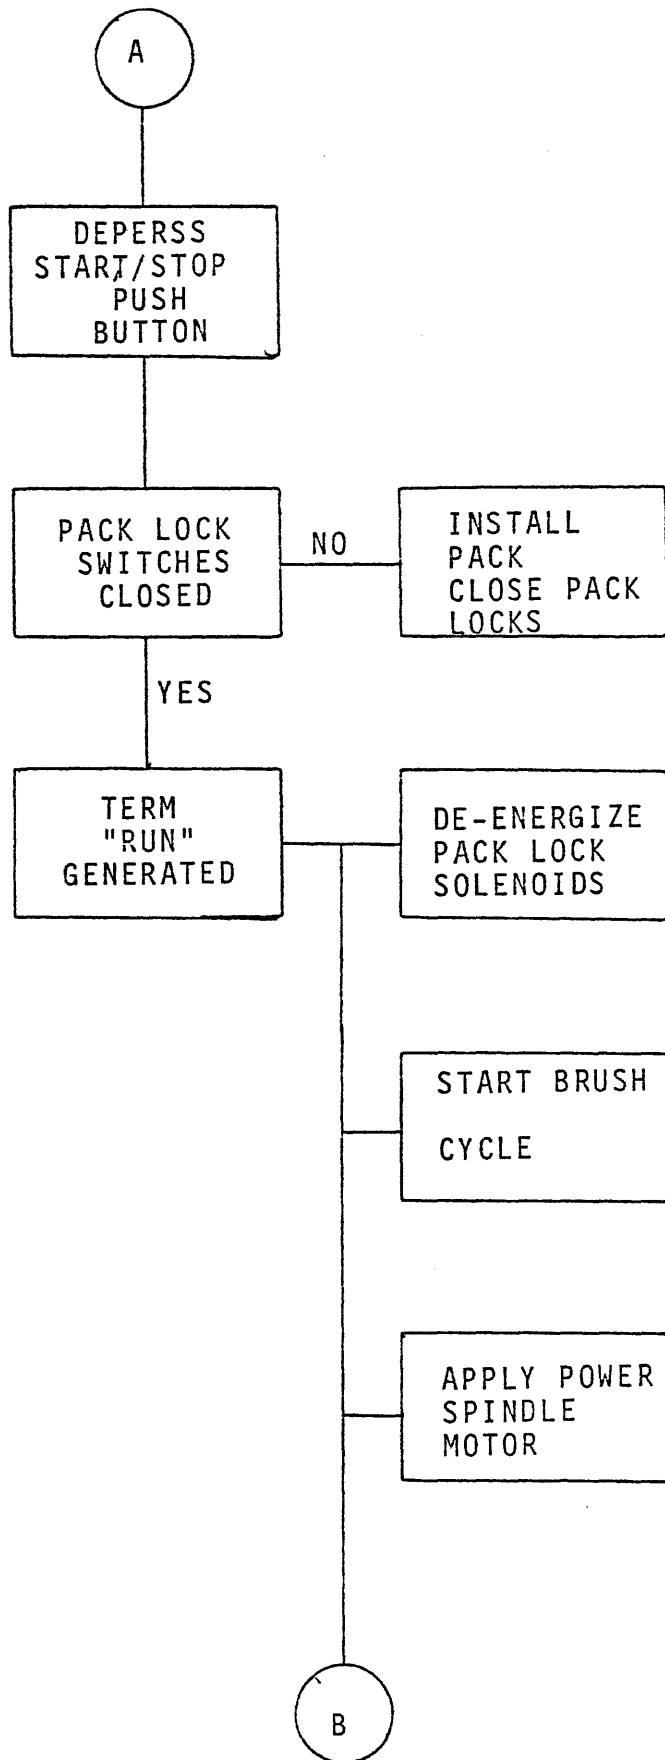 A
DEPERSS
START/STOP
PUSH
BUTTON
PACK LOCK
SWITCHES
CLOSED
NO
INSTALL
PACK
CLOSE PACK
LOCKS
YES
TERM
"RUN"
GENERATED
DE-ENERGIZE
PACK LOCK
SOLENOIDS
START BRUSH
CYCLE
APPLY POWER
SPINDLE
MOTOR
B